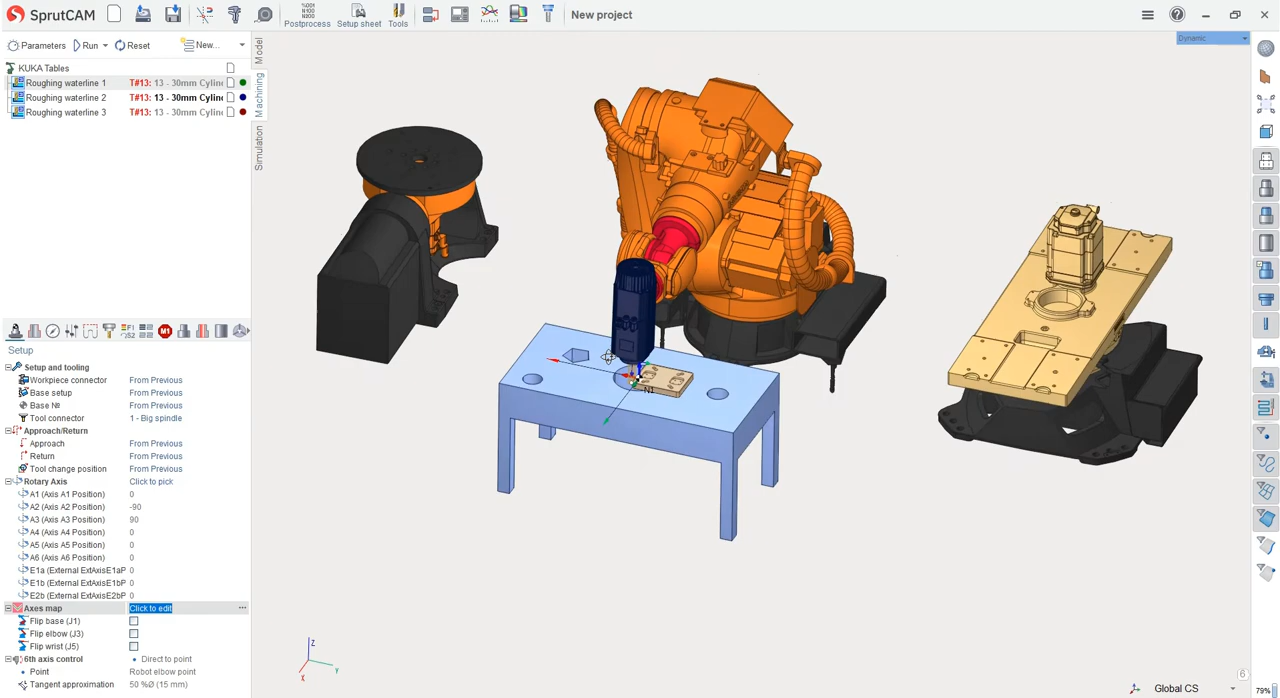 SprutCAM
%001
N100
N200
Postprocess
Setup sheet
Tools
New project
Parameters
Run
Reset
New...
Dynamic
Model
Machining
Simulation
KUKA Tables
Roughing waterline 1 T#13: 13 - 30mm Cylin
Roughing waterline 2 T#13: 13 - 30mm Cylin
Roughing waterline 3 T#13: 13 - 30mm Cylin
M1
Setup
Setup and tooling
Workpiece connector From Previous
Base setup From Previous
Base № From Previous
Tool connector 1 - Big spindle
Approach/Return
Approach From Previous
Return From Previous
Tool change position From Previous
Rotary Axis Click to pick
A1 (Axis A1 Position) 0
A2 (Axis A2 Position) -90
A3 (Axis A3 Position) 90
A4 (Axis A4 Position) 0
A5 (Axis A5 Position) 0
A6 (Axis A6 Position) 0
E1a (External ExtAxisE1aP 0
E1b (External ExtAxisE1bP 0
E2b (External ExtAxisE2bP 0
Axes map Click to edit ...
Flip base (J1)
Flip elbow (J3)
Flip wrist (J5)
6th axis control • Direct to point
Point Robot elbow point
Tangent approximation 50 %Ø (15 mm)
N1
Z
X
Y
6
Global CS
79%